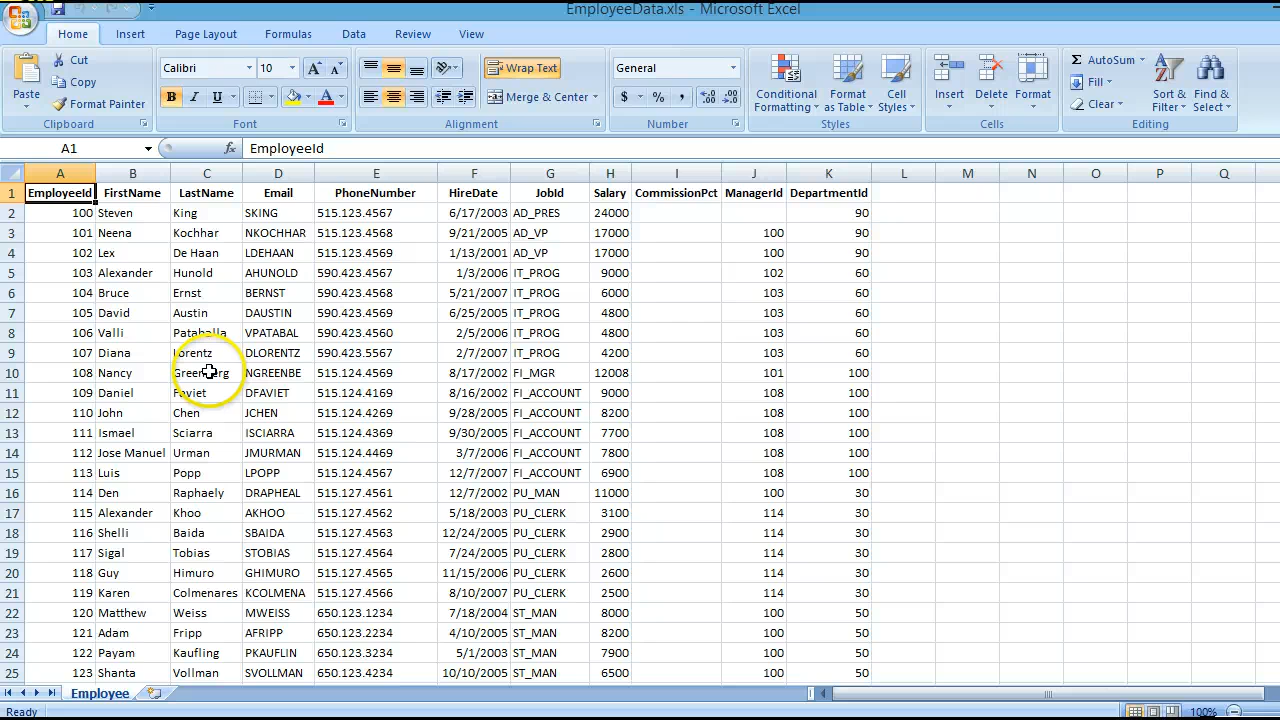 EmployeeData.xls - Microsoft Excel
Home Insert Page Layout Formulas Data Review View
Paste Cut Copy Format Painter Clipboard
Calibri 10 A A B I U A Font
Wrap Text Merge & Center Alignment
General $ % , .0 .00 .00 .0 Number
Conditional Formatting Format as Table Cell Styles Styles
Insert Delete Format Cells
Σ AutoSum Fill Clear Sort & Filter Find & Select Editing
A1 fx EmployeeId
A B C D E F G H I J K L M N O P Q
1 EmployeeId FirstName LastName Email PhoneNumber HireDate JobId Salary CommissionPct ManagerId DepartmentId
2 100 Steven King SKING 515.123.4567 6/17/2003 AD_PRES 24000 90
3 101 Neena Kochhar NKOCHHAR 515.123.4568 9/21/2005 AD_VP 17000 100 90
4 102 Lex De Haan LDEHAAN 515.123.4569 1/13/2001 AD_VP 17000 100 90
5 103 Alexander Hunold AHUNOLD 590.423.4567 1/3/2006 IT_PROG 9000 102 60
6 104 Bruce Ernst BERNST 590.423.4568 5/21/2007 IT_PROG 6000 103 60
7 105 David Austin DAUSTIN 590.423.4569 6/25/2005 IT_PROG 4800 103 60
8 106 Valli Pataballa VPATABAL 590.423.4560 2/5/2006 IT_PROG 4800 103 60
9 107 Diana Lorentz DLORENTZ 590.423.5567 2/7/2007 IT_PROG 4200 103 60
10 108 Nancy Greenberg NGREENBE 515.124.4569 8/17/2002 FI_MGR 12008 101 100
11 109 Daniel Faviet DFAVIET 515.124.4169 8/16/2002 FI_ACCOUNT 9000 108 100
12 110 John Chen JCHEN 515.124.4269 9/28/2005 FI_ACCOUNT 8200 108 100
13 111 Ismael Sciarra ISCIARRA 515.124.4369 9/30/2005 FI_ACCOUNT 7700 108 100
14 112 Jose Manuel Urman JMURMAN 515.124.4469 3/7/2006 FI_ACCOUNT 7800 108 100
15 113 Luis Popp LPOPP 515.124.4567 12/7/2007 FI_ACCOUNT 6900 108 100
16 114 Den Raphaely DRAPHEAL 515.127.4561 12/7/2002 PU_MAN 11000 100 30
17 115 Alexander Khoo AKHOO 515.127.4562 5/18/2003 PU_CLERK 3100 114 30
18 116 Shelli Baida SBAIDA 515.127.4563 12/24/2005 PU_CLERK 2900 114 30
19 117 Sigal Tobias STOBIAS 515.127.4564 7/24/2005 PU_CLERK 2800 114 30
20 118 Guy Himuro GHIMURO 515.127.4565 11/15/2006 PU_CLERK 2600 114 30
21 119 Karen Colmenares KCOLMENA 515.127.4566 8/10/2007 PU_CLERK 2500 114 30
22 120 Matthew Weiss MWEISS 650.123.1234 7/18/2004 ST_MAN 8000 100 50
23 121 Adam Fripp AFRIPP 650.123.2234 4/10/2005 ST_MAN 8200 100 50
24 122 Payam Kaufling PKAUFLIN 650.123.3234 5/1/2003 ST_MAN 7900 100 50
25 123 Shanta Vollman SVOLLMAN 650.123.4234 10/10/2005 ST_MAN 6500 100 50
Employee
Ready 100%